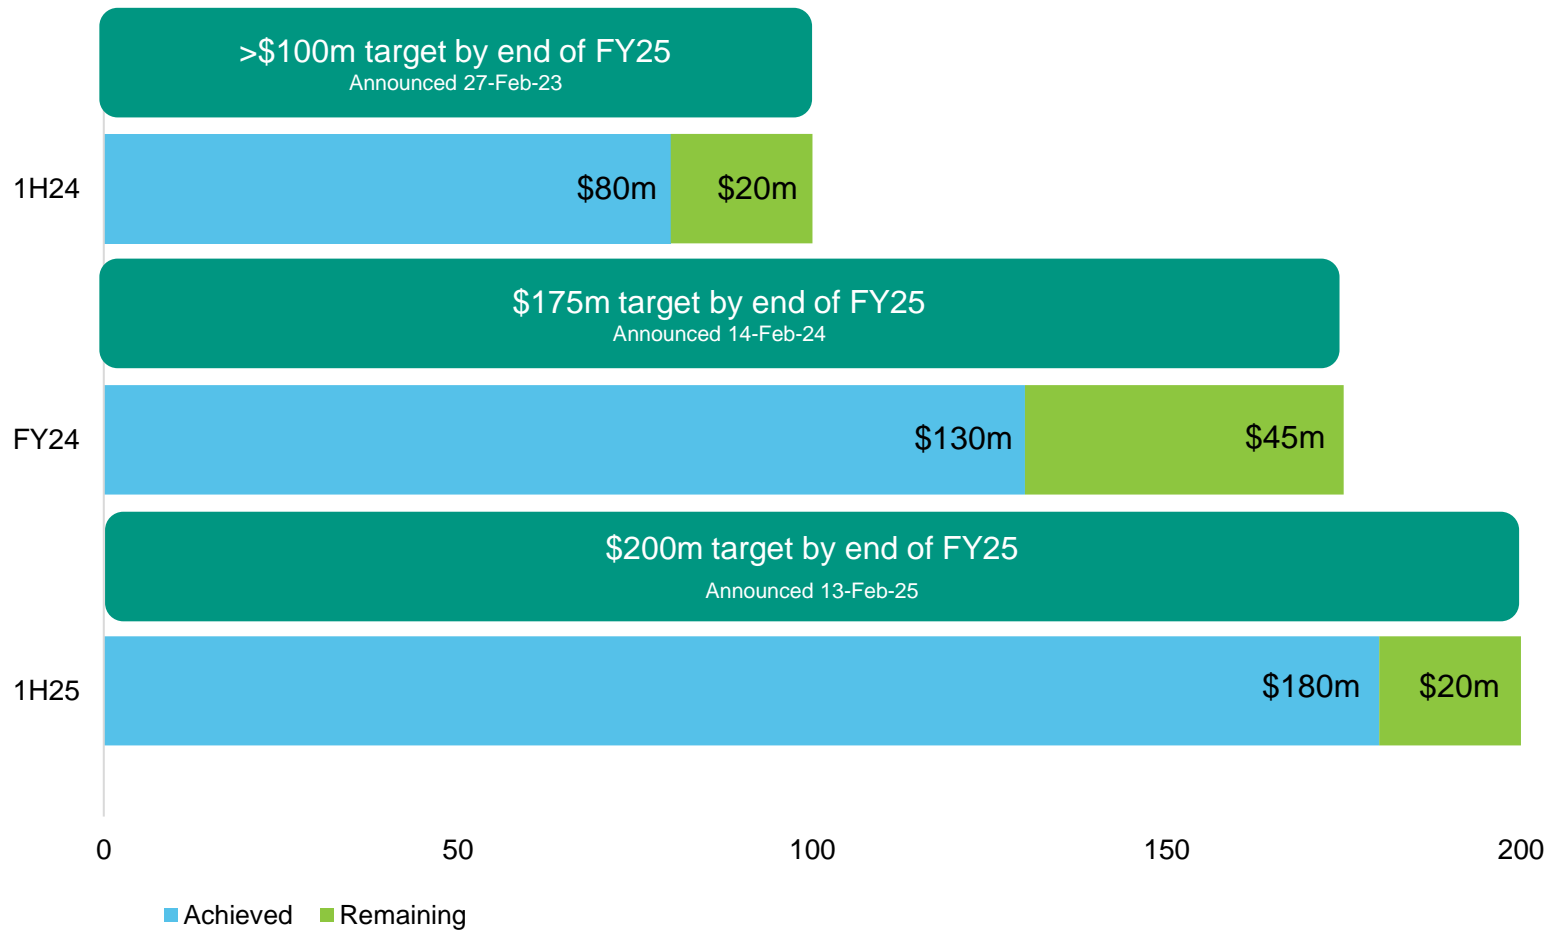 >$100m target by end of FY25
Announced 27-Feb-23
1H24
$80m
$20m
$175m target by end of FY25
Announced 14-Feb-24
FY24
$130m
$45m
$200m target by end of FY25
Announced 13-Feb-25
1H25
$180m
$20m
0
50
100
150
200
Achieved
Remaining